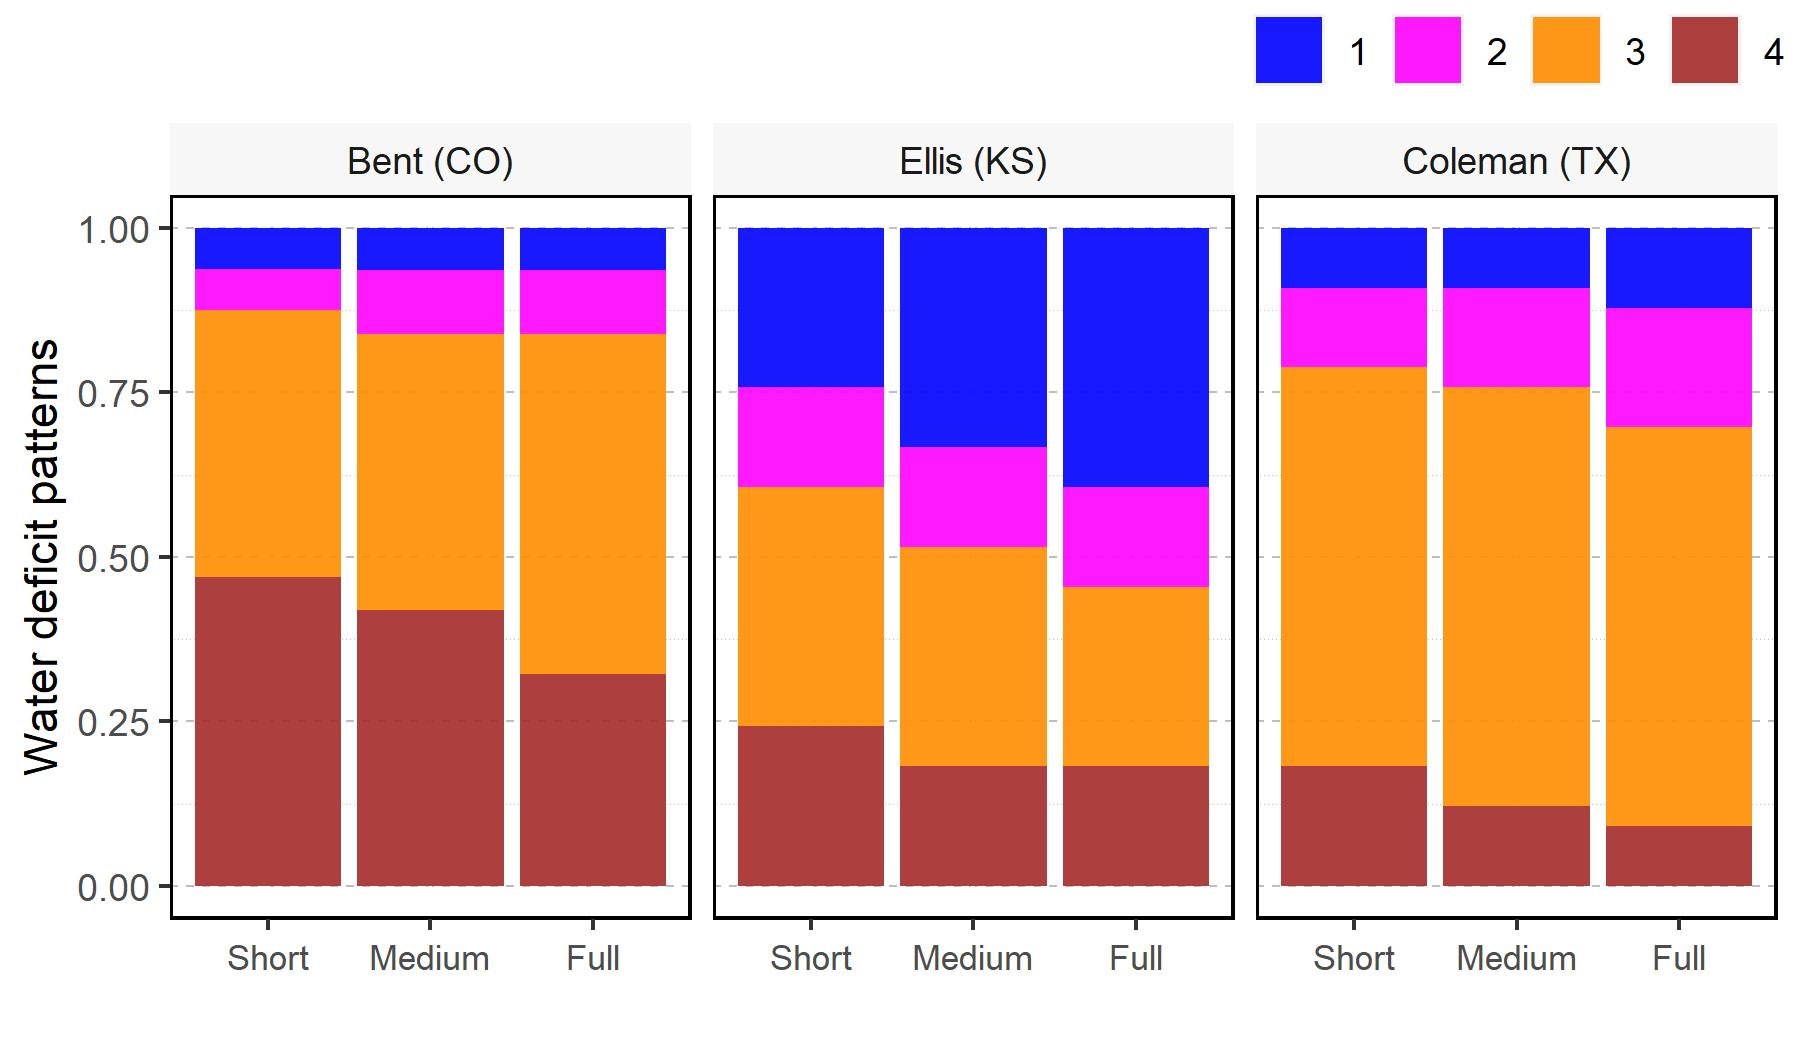 1 2 3 4
Bent (CO) Ellis (KS) Coleman (TX)
Water deficit patterns
1.00
0.75
0.50
0.25
0.00
Short Medium Full Short Medium Full Short Medium Full